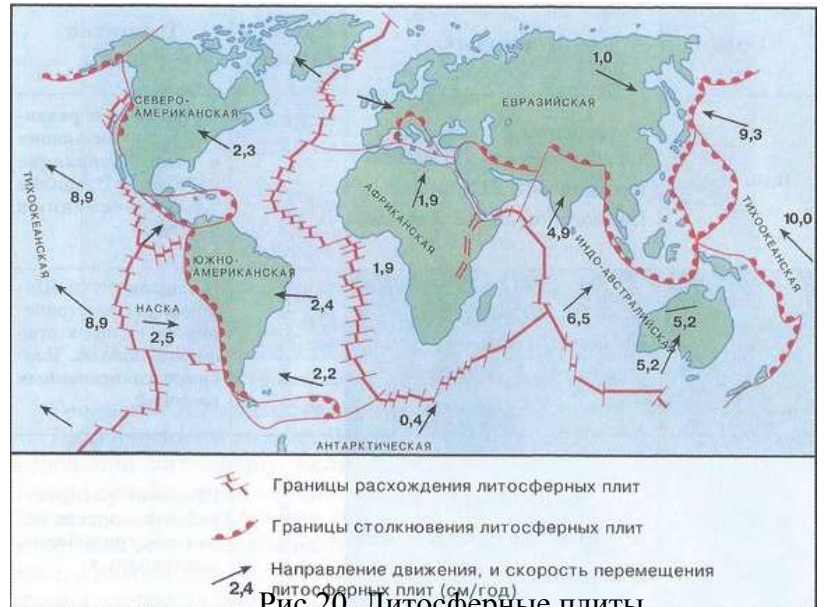 СЕВЕРО-
АМЕРИКАНСКАЯ
2,3
ТИХООКЕАНСКАЯ
8,9
8,9
НАСКА
2,5
ЮЖНО-
АМЕРИКАНСКАЯ
2,4
2,2
ЕВРАЗИЙСКАЯ
1,0
9,3
АФРИКАНСКАЯ
1,9
1,9
4,9
ИНДО-АВСТРАЛИЙСКАЯ
6,5
5,2
5,2
ТИХООКЕАНСКАЯ
10,0
0,4
АНТАРКТИЧЕСКАЯ
Границы расхождения литосферных плит
Границы столкновения литосферных плит
Направление движения, и скорость перемещения
2,4 литосферных плит (см/год)
Рис.20. Литосферные плиты